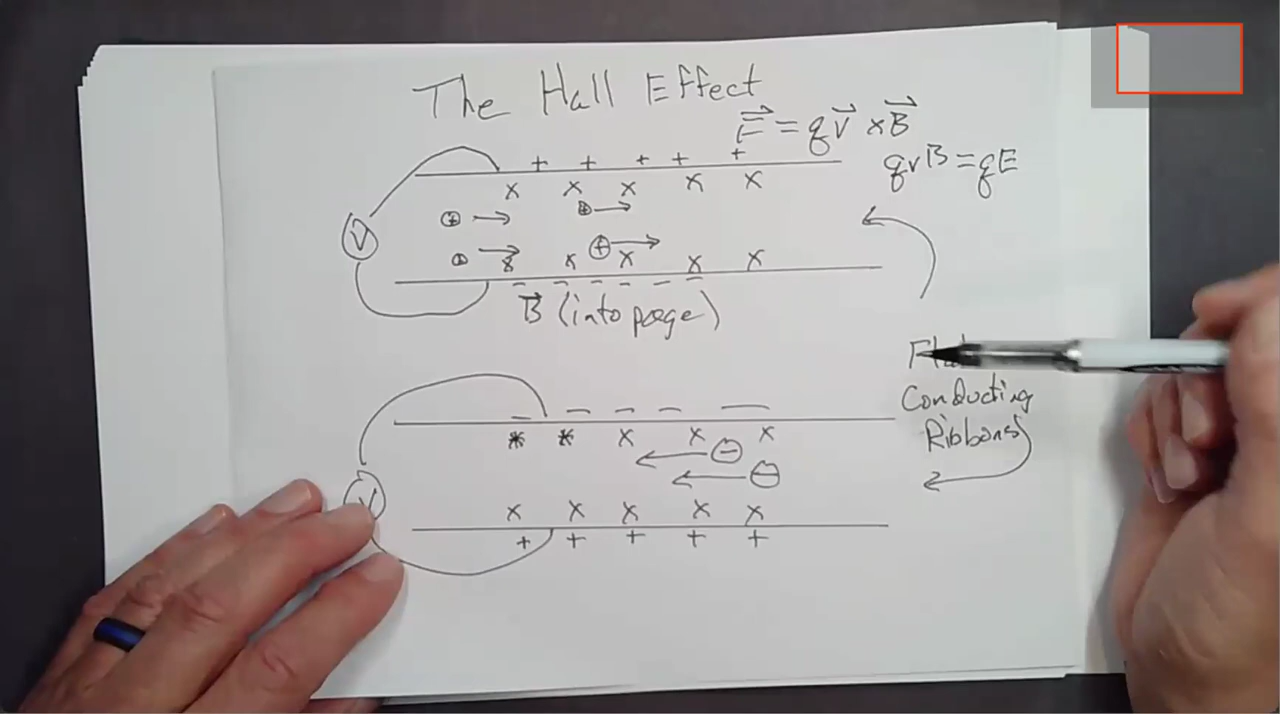 The Hall Effect
F = qv × B
qvB = qE
+ + + + +
x x x x x
V
+ +
+
x x x x x
- - - - - -
B (into page)
Conducting
Ribbons
- - - - -
* * x x x
- -
V
x x x x x
+ + + + +